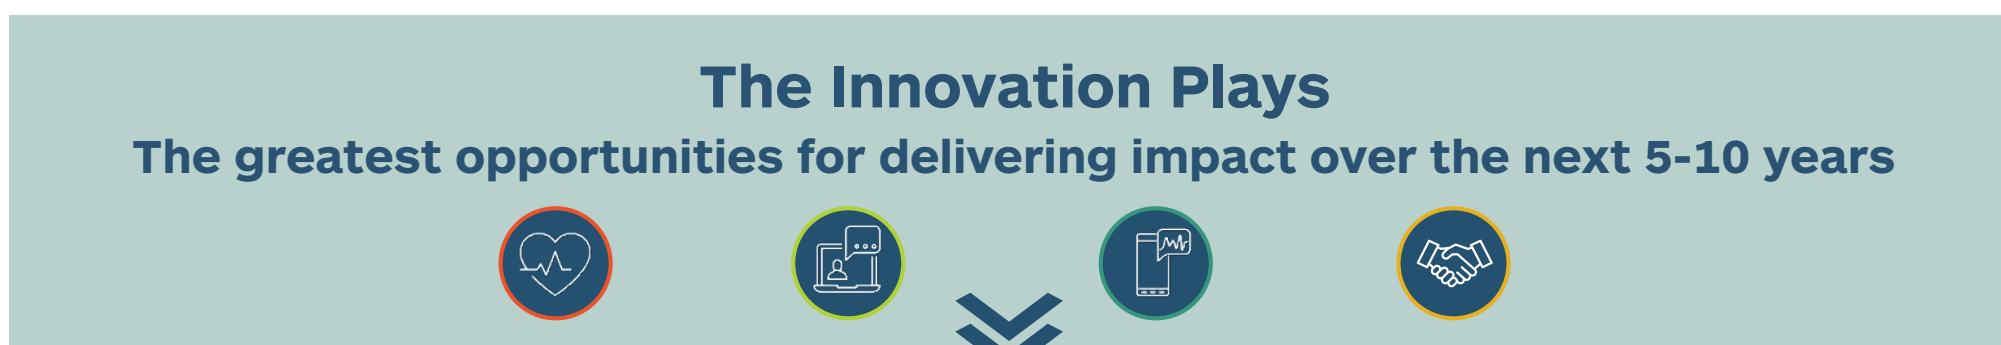 The Innovation Plays
The greatest opportunities for delivering impact over the next 5-10 years